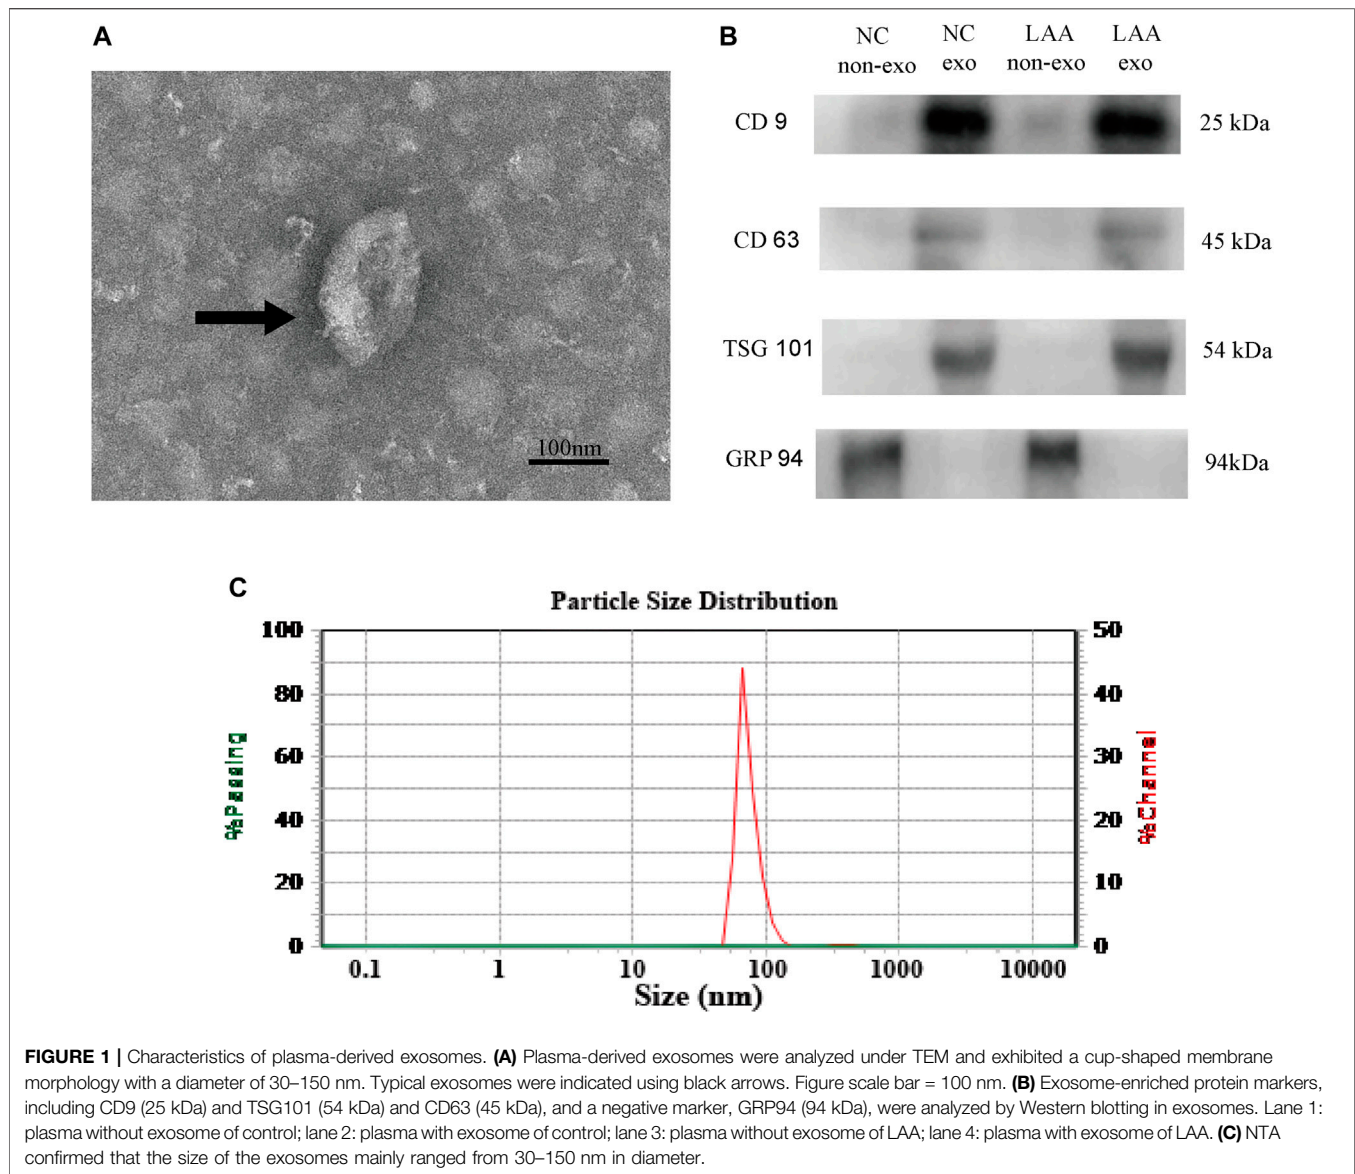 A
100nm
B
NC non-exo
NC exo
LAA non-exo
LAA exo
CD 9
25 kDa
CD 63
45 kDa
TSG 101
54 kDa
GRP 94
94kDa
C
Particle Size Distribution
100
80
60
40
20
0
%Passing
50
40
30
20
10
0
%Channel
0.1 1 10 100 1000 10000
Size (nm)
FIGURE 1 | Characteristics of plasma-derived exosomes. (A) Plasma-derived exosomes were analyzed under TEM and exhibited a cup-shaped membrane
morphology with a diameter of 30–150 nm. Typical exosomes were indicated using black arrows. Figure scale bar = 100 nm. (B) Exosome-enriched protein markers,
including CD9 (25 kDa) and TSG101 (54 kDa) and CD63 (45 kDa), and a negative marker, GRP94 (94 kDa), were analyzed by Western blotting in exosomes. Lane 1:
plasma without exosome of control; lane 2: plasma with exosome of control; lane 3: plasma without exosome of LAA; lane 4: plasma with exosome of LAA. (C) NTA
confirmed that the size of the exosomes mainly ranged from 30–150 nm in diameter.